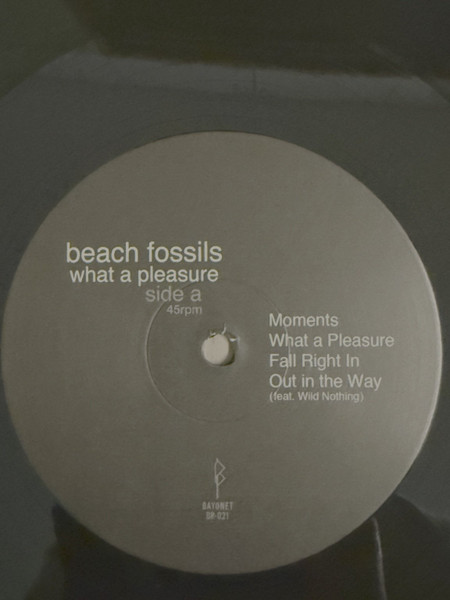 beach fossils
what a pleasure
side a
45rpm
Moments
What a Pleasure
Fall Right In
Out in the Way
(feat. Wild Nothing)
BAYONET
BR-021